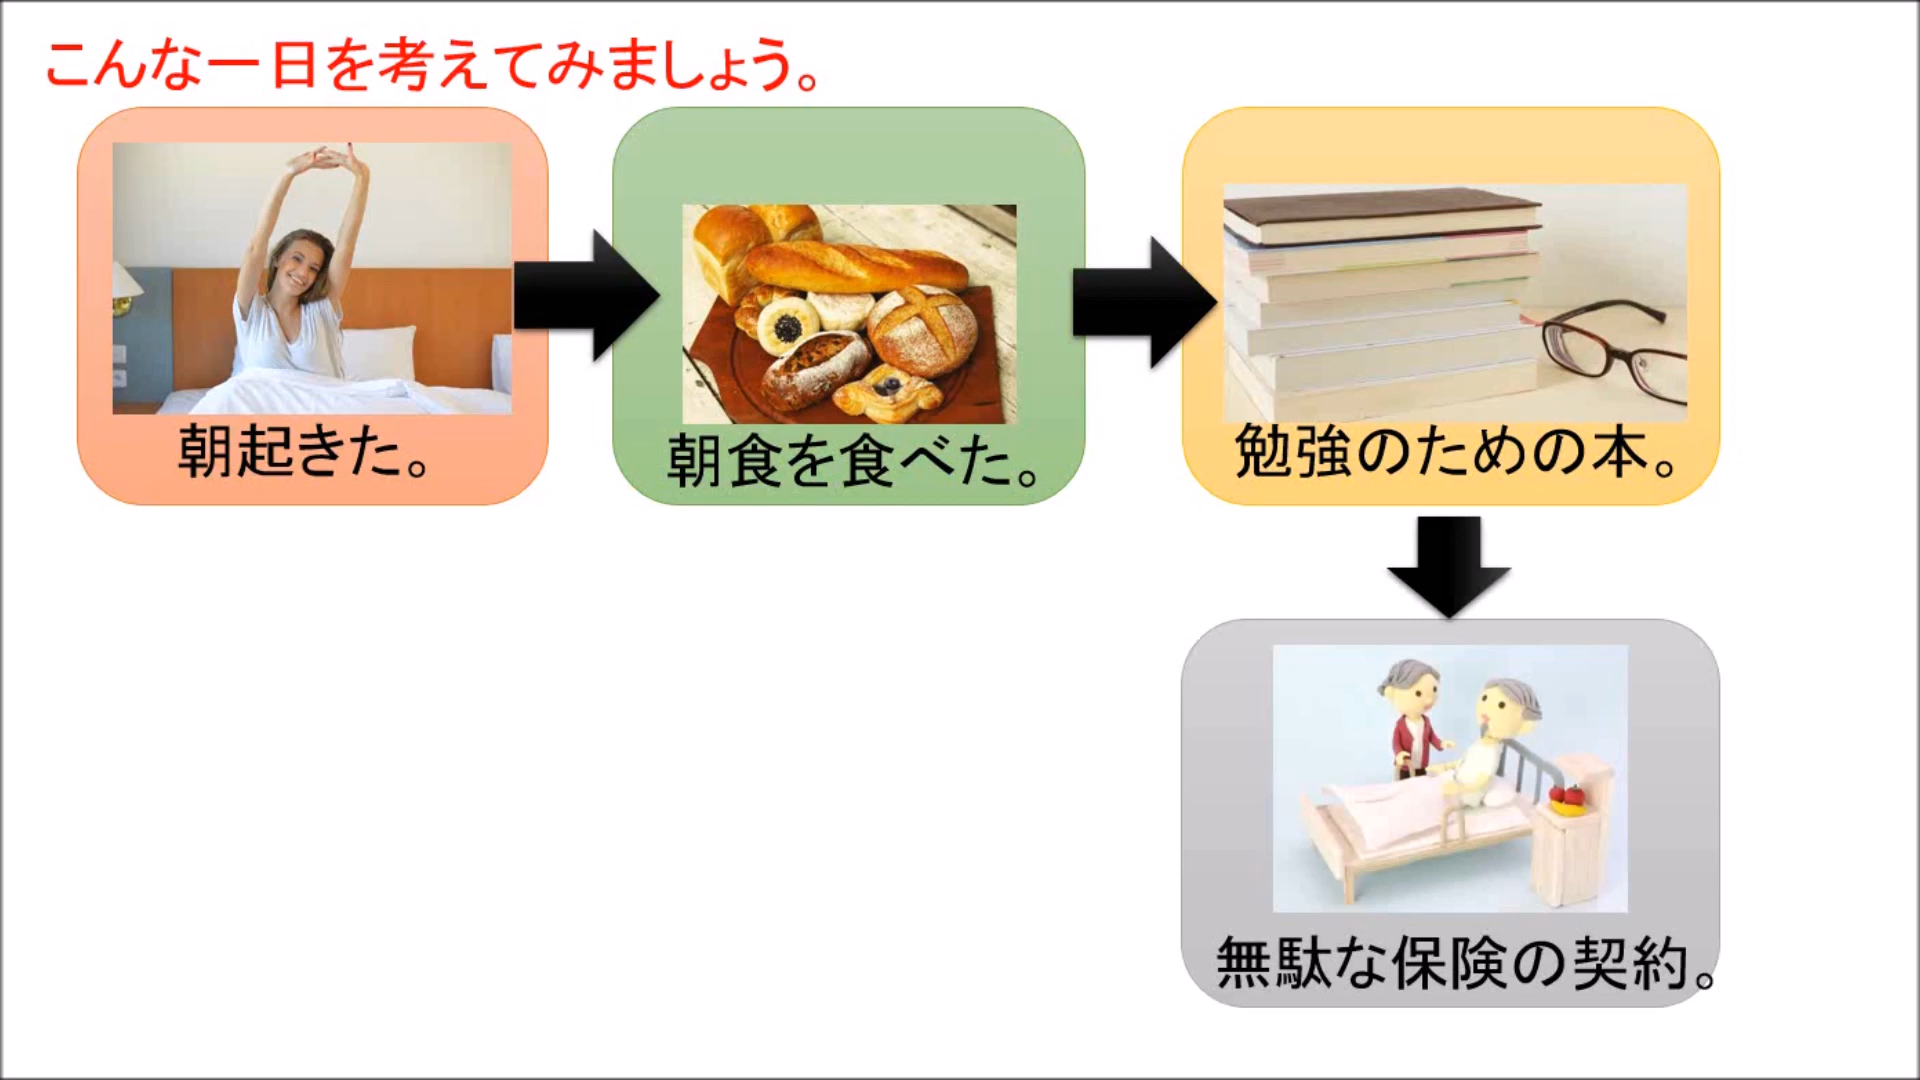 こんな一日を考えてみましょう。
朝起きた。
朝食を食べた。
勉強のための本。
無駄な保険の契約。